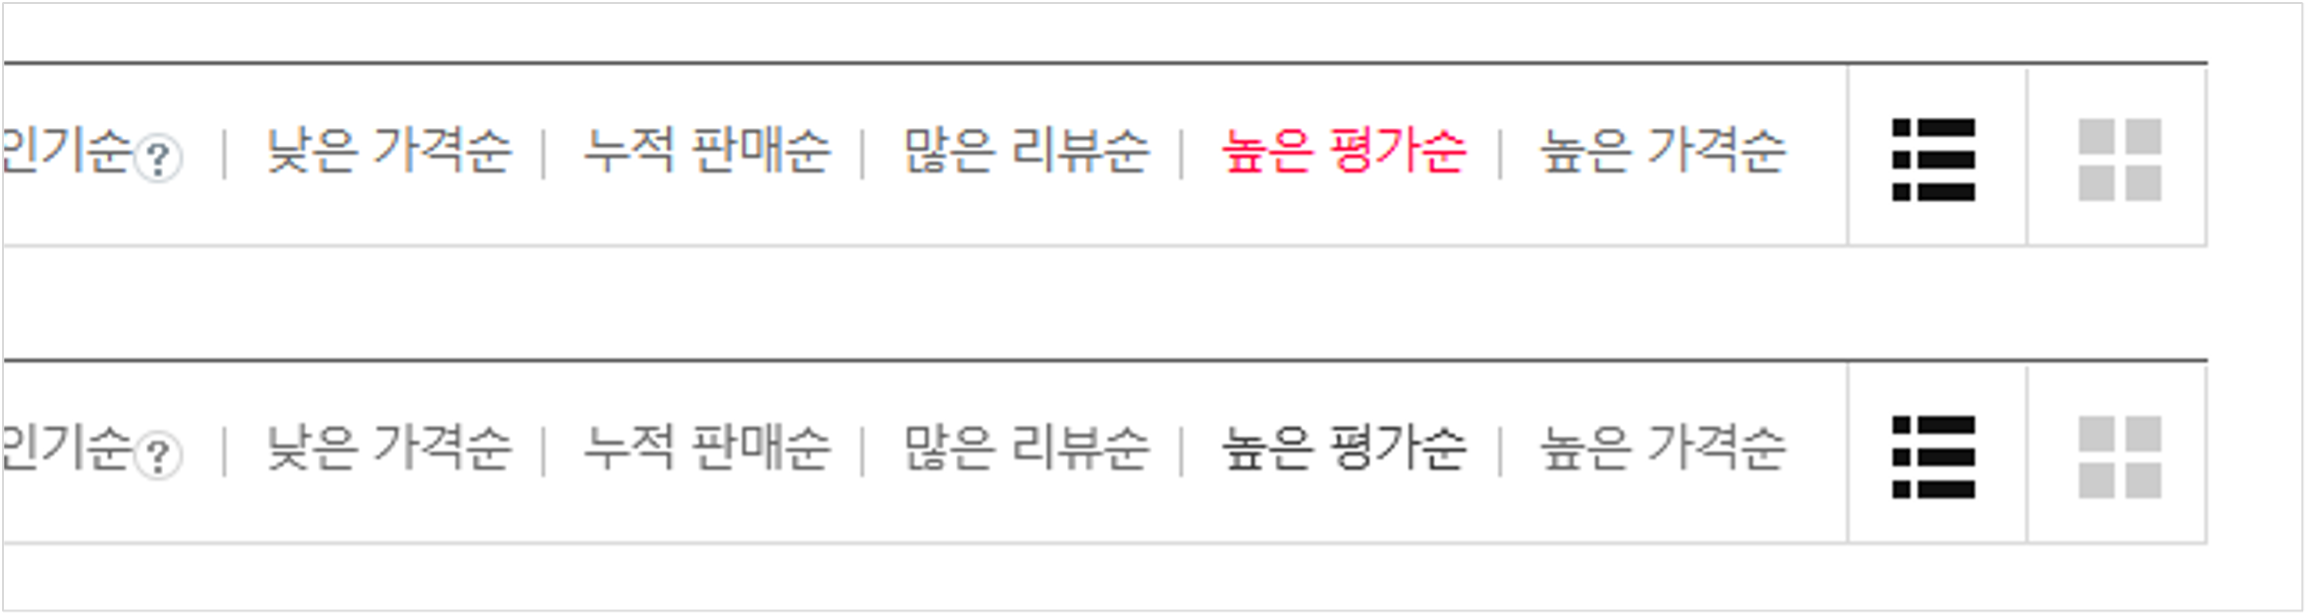 인기순 ? | 낮은 가격순 | 누적 판매순 | 많은 리뷰순 | 높은 평가순 | 높은 가격순
인기순 ? | 낮은 가격순 | 누적 판매순 | 많은 리뷰순 | 높은 평가순 | 높은 가격순